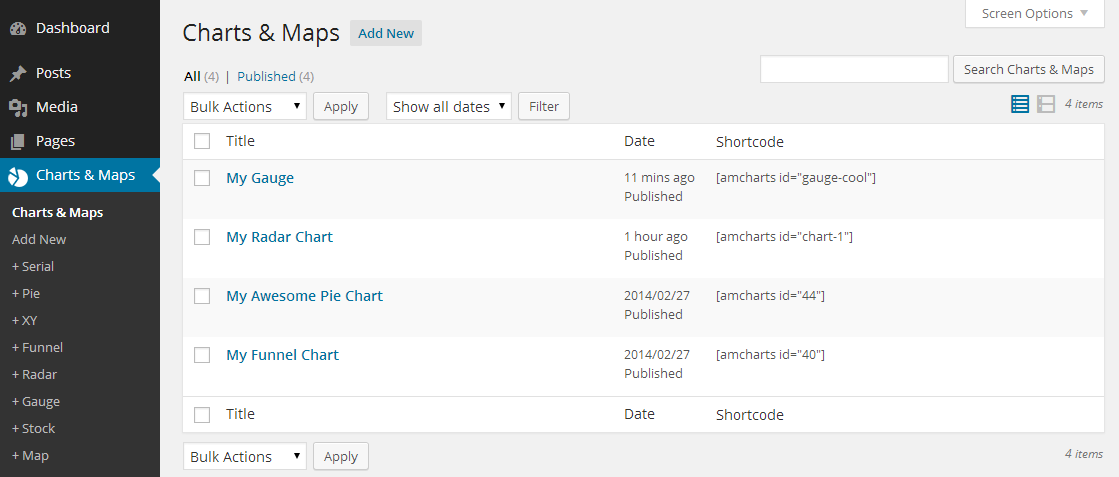 Dashboard
Posts
Media
Pages
Charts & Maps
Charts & Maps
Add New
+ Serial
+ Pie
+ XY
+ Funnel
+ Radar
+ Gauge
+ Stock
+ Map
Screen Options
Charts & Maps Add New
All (4) | Published (4)
Search Charts & Maps
Bulk Actions Apply Show all dates Filter 4 items
Title Date Shortcode
My Gauge 11 mins ago [amcharts id="gauge-cool"]
Published
My Radar Chart 1 hour ago [amcharts id="chart-1"]
Published
My Awesome Pie Chart 2014/02/27 [amcharts id="44"]
Published
My Funnel Chart 2014/02/27 [amcharts id="40"]
Published
Title Date Shortcode
Bulk Actions Apply 4 items